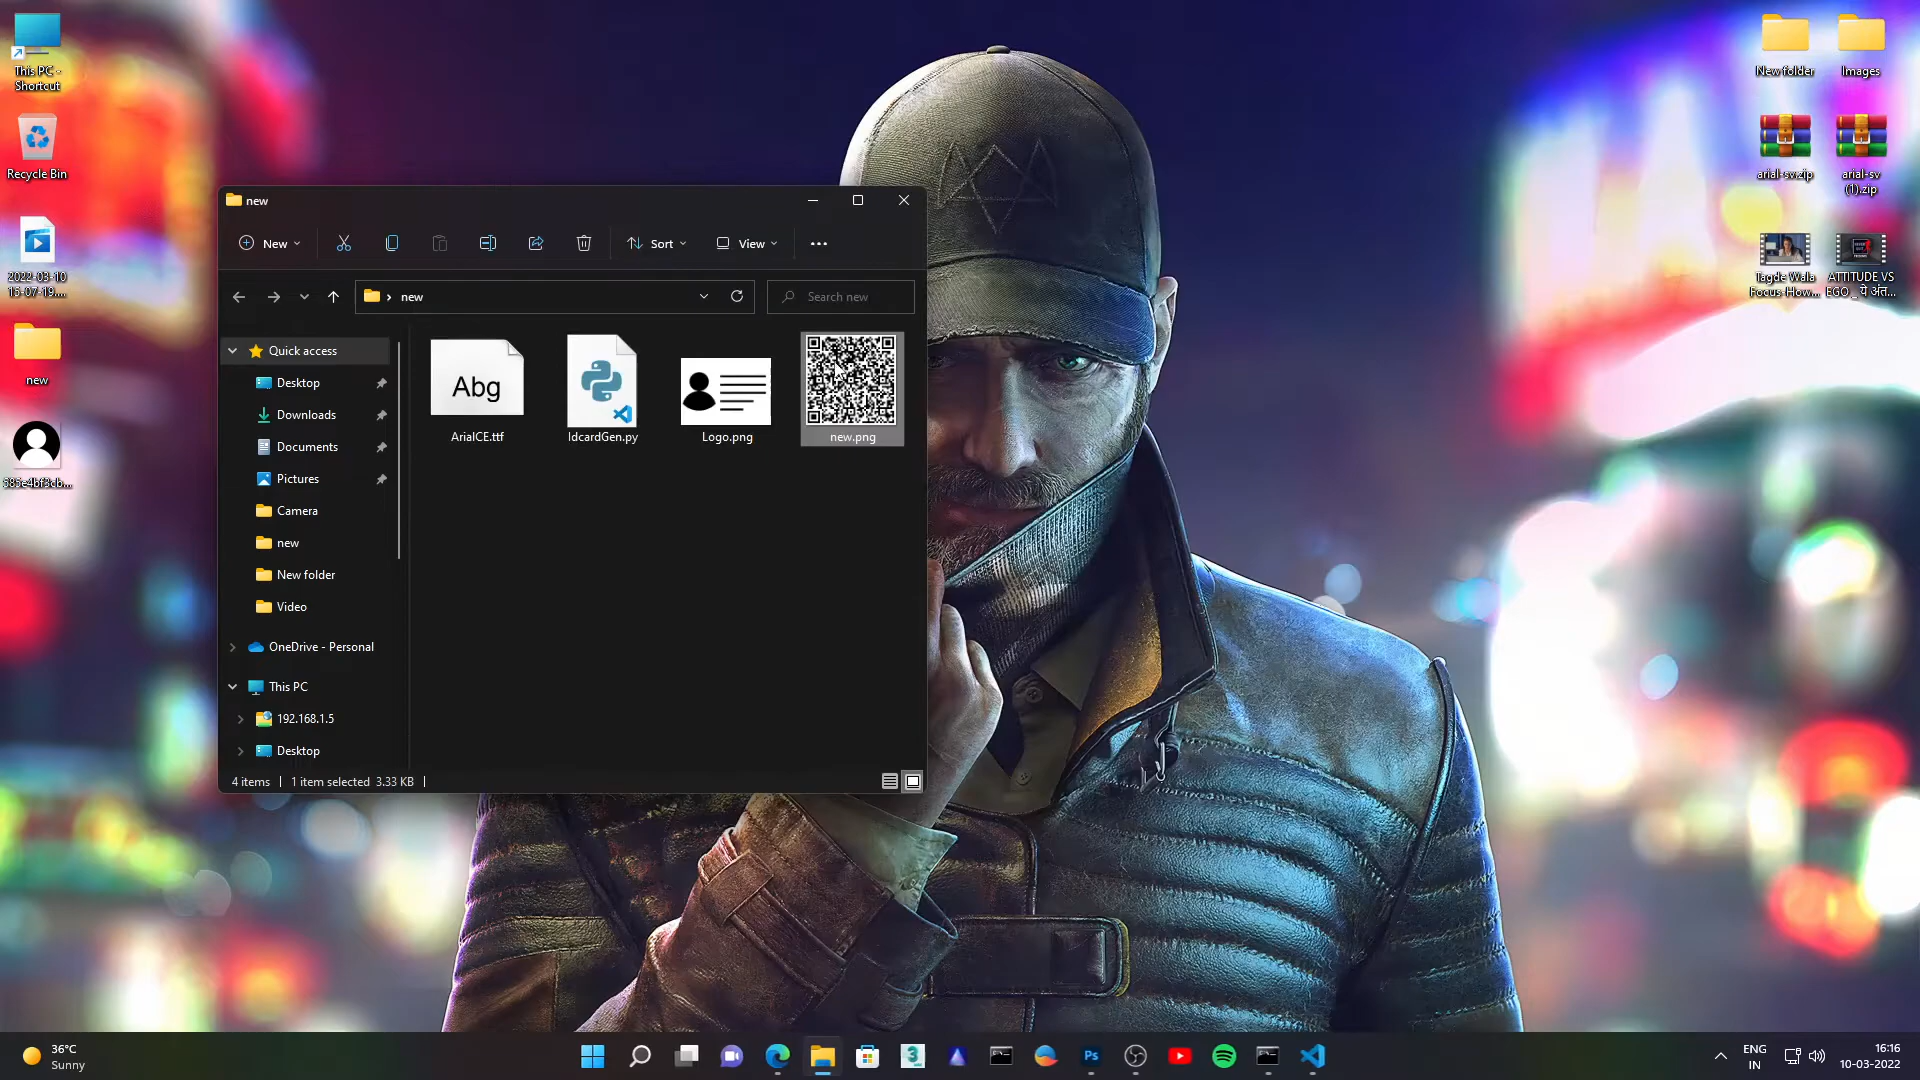 This PC -
Shortcut
Recycle Bin
2022-03-10
15-07-19....
new
New folder
Images
arial-sv.zip
arial-sv
(1).zip
Tagde Wala
Focus-How...
ATTITUDE VS
EGO _ ये अंत...
new
New
Sort
View
new
Search new
Quick access
Desktop
Downloads
Documents
Pictures
Camera
new
New folder
Video
OneDrive - Personal
This PC
192.168.1.5
Desktop
Abg
ArialCE.ttf
IdcardGen.py
Logo.png
new.png
4 items
1 item selected 3.33 KB
36°C
Sunny
Ps
ENG
IN
16:16
10-03-2022